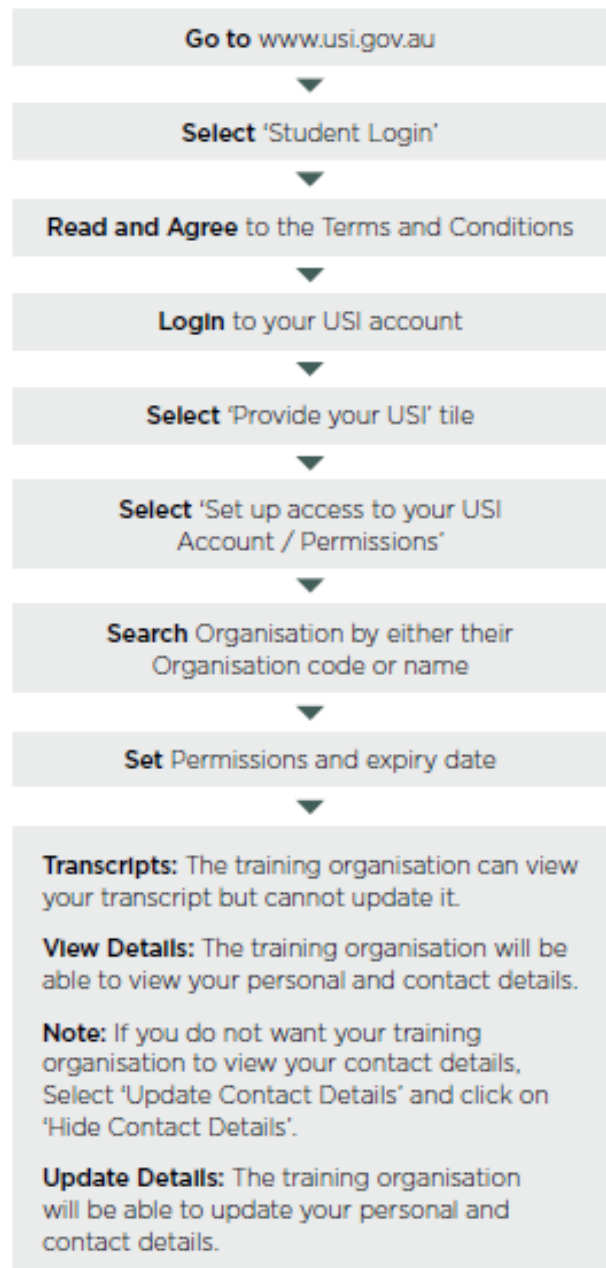 Go to www.usi.gov.au
Select 'Student Login'
Read and Agree to the Terms and Conditions
Login to your USI account
Select 'Provide your USI' tile
Select 'Set up access to your USI
Account / Permissions'
Search Organisation by either their
Organisation code or name
Set Permissions and expiry date
Transcripts: The training organisation can view
your transcript but cannot update it.
View Details: The training organisation will be
able to view your personal and contact details.
Note: If you do not want your training
organisation to view your contact details,
Select 'Update Contact Details' and click on
'Hide Contact Details'.
Update Details: The training organisation
will be able to update your personal and
contact details.